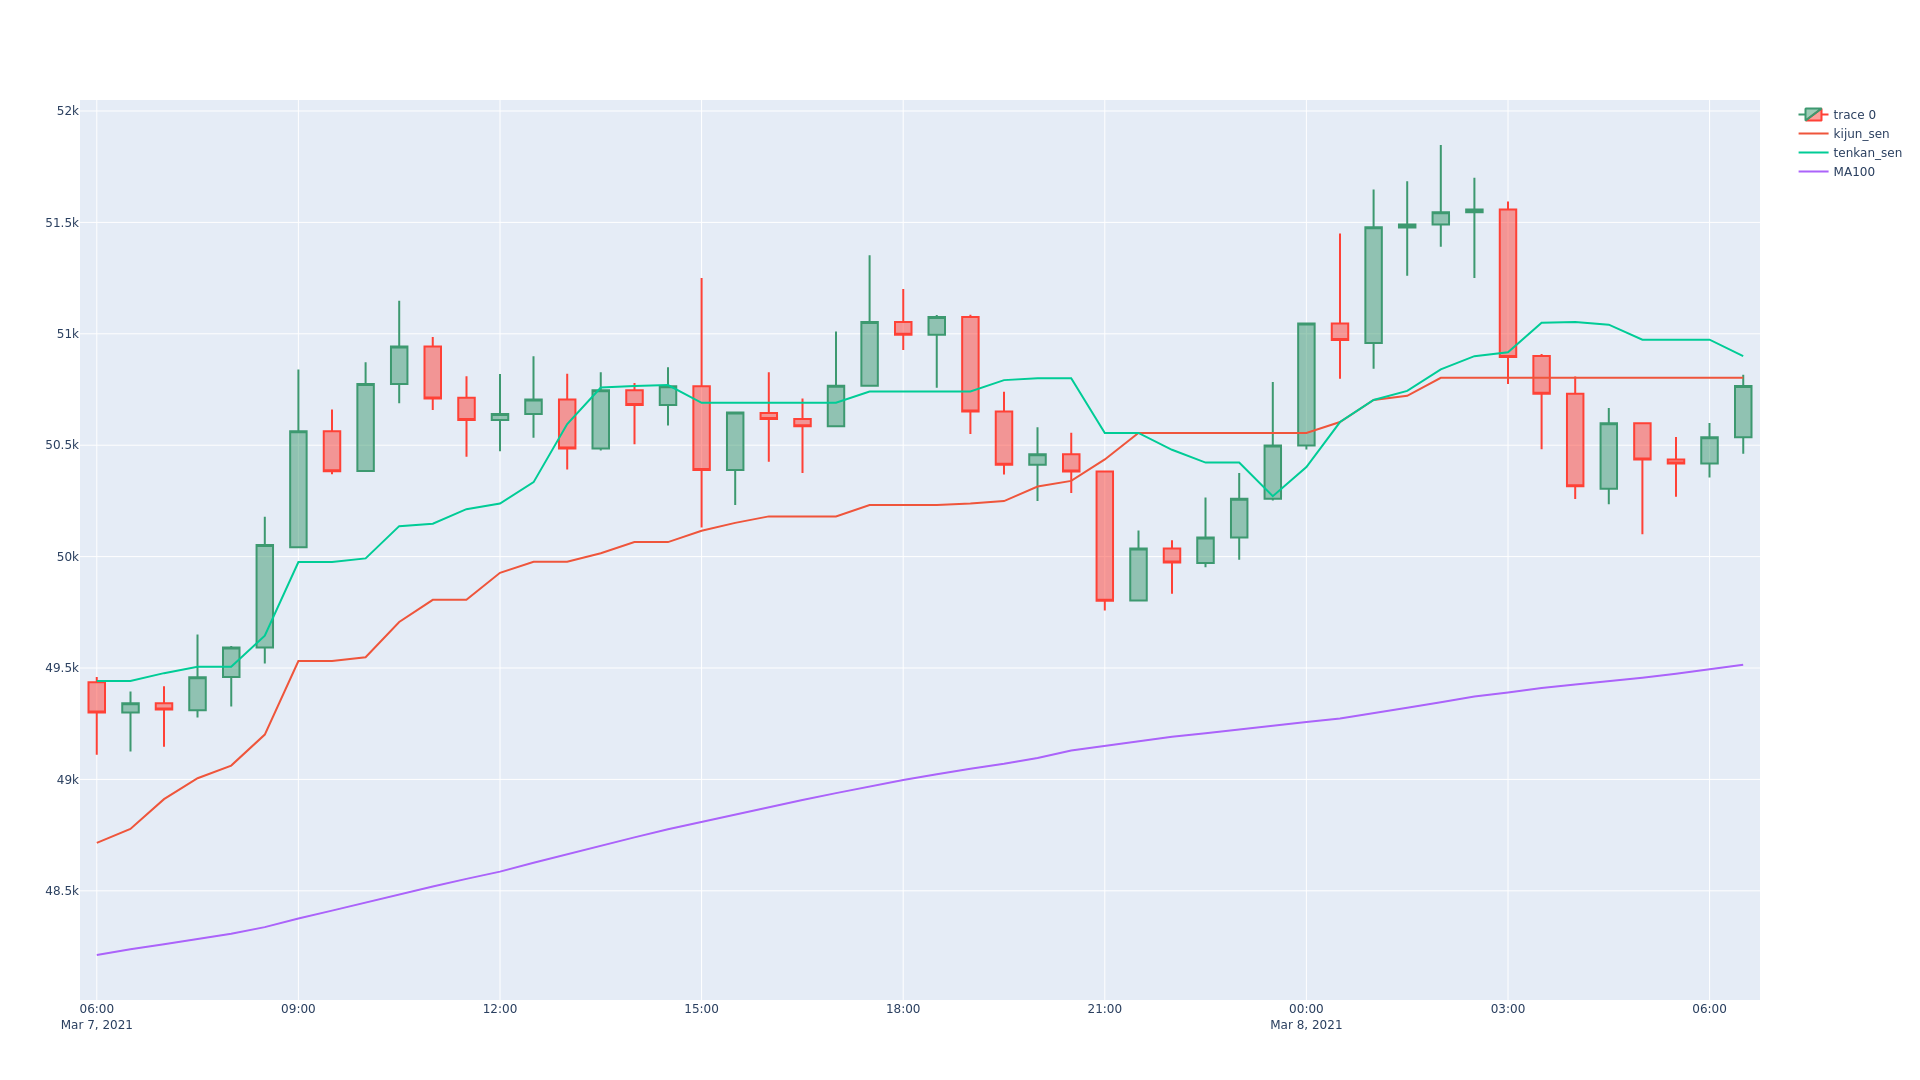 52k
51.5k
51k
50.5k
50k
49.5k
49k
48.5k
06:00
Mar 7, 2021
09:00
12:00
15:00
18:00
21:00
00:00
Mar 8, 2021
03:00
06:00
trace 0
kijun_sen
tenkan_sen
MA100